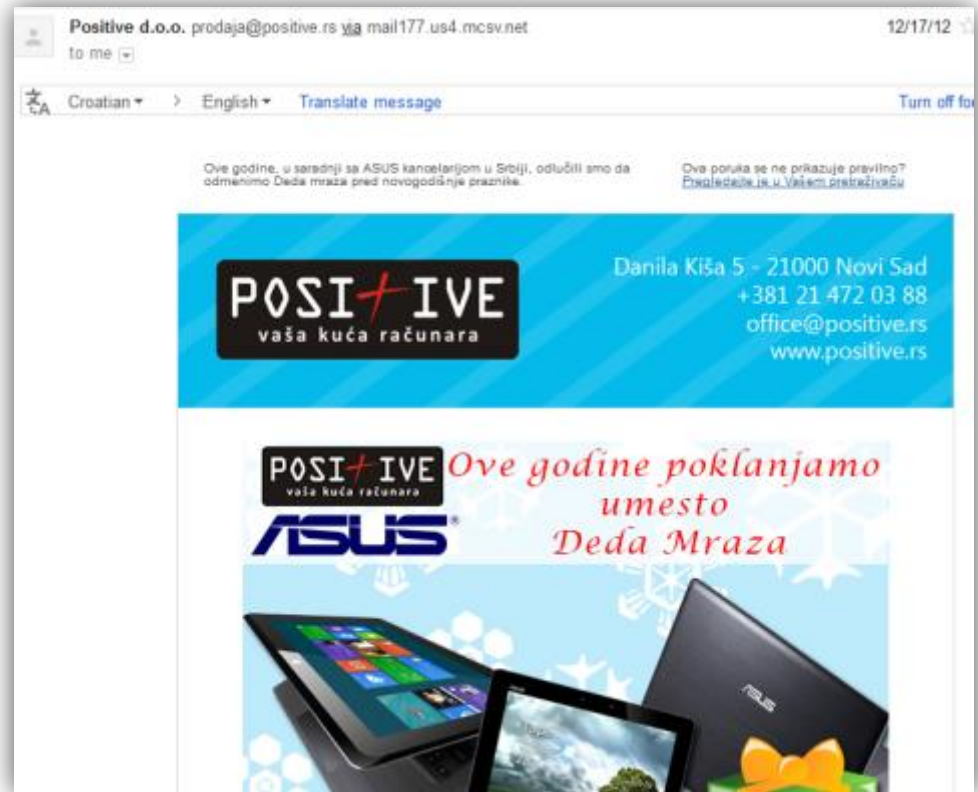 Positive d.o.o. prodaja@positive.rs via mail177.us4.mcsv.net 12/17/12
to me
Croatian > English Translate message Turn off fo
Ove godine, u saradnji sa ASUS kancelarijom u Srbiji, odlučili smo da
odmenimo Deda mraza pred novogodišnje praznike.
Ova poruka se ne prikazuje pravilno?
Pregledajte je u Vašem pretraživaču
POSITIVE
vaša kuća računara
Danila Kiša 5 - 21000 Novi Sad
+381 21 472 03 88
office@positive.rs
www.positive.rs
POSITIVE
vaša kuća računara
ASUS
Ove godine poklanjamo
umesto
Deda Mraza
ASUS